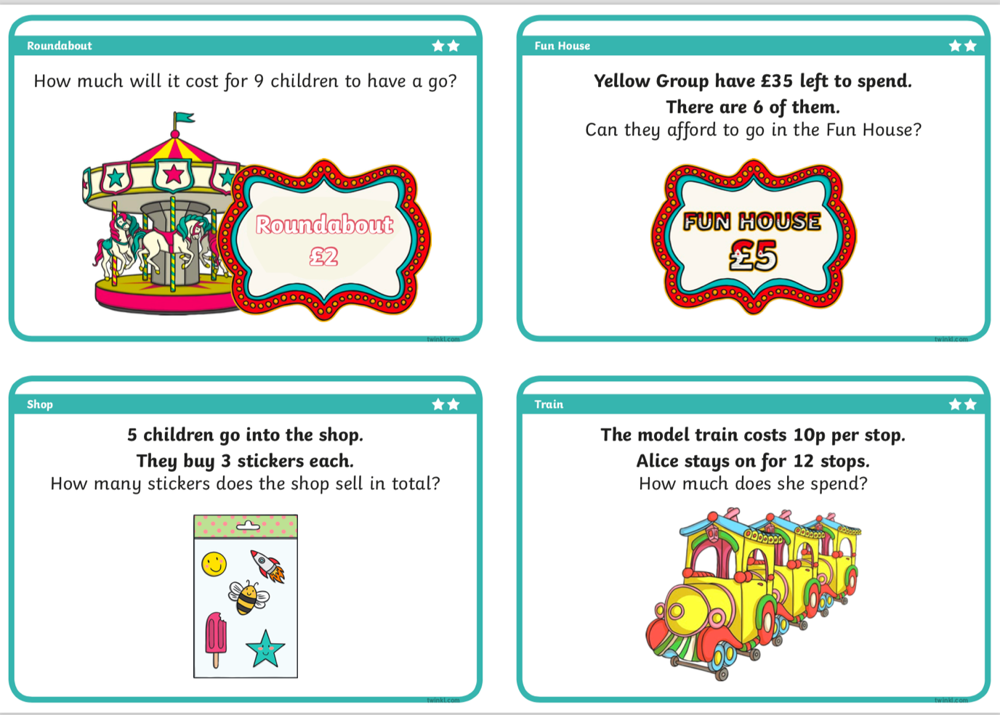 Roundabout
How much will it cost for 9 children to have a go?
Roundabout
£2
twinkl.com
Fun House
Yellow Group have £35 left to spend.
There are 6 of them.
Can they afford to go in the Fun House?
FUN HOUSE
£5
twinkl.com
Shop
5 children go into the shop.
They buy 3 stickers each.
How many stickers does the shop sell in total?
twinkl.com
Train
The model train costs 10p per stop.
Alice stays on for 12 stops.
How much does she spend?
twinkl.com